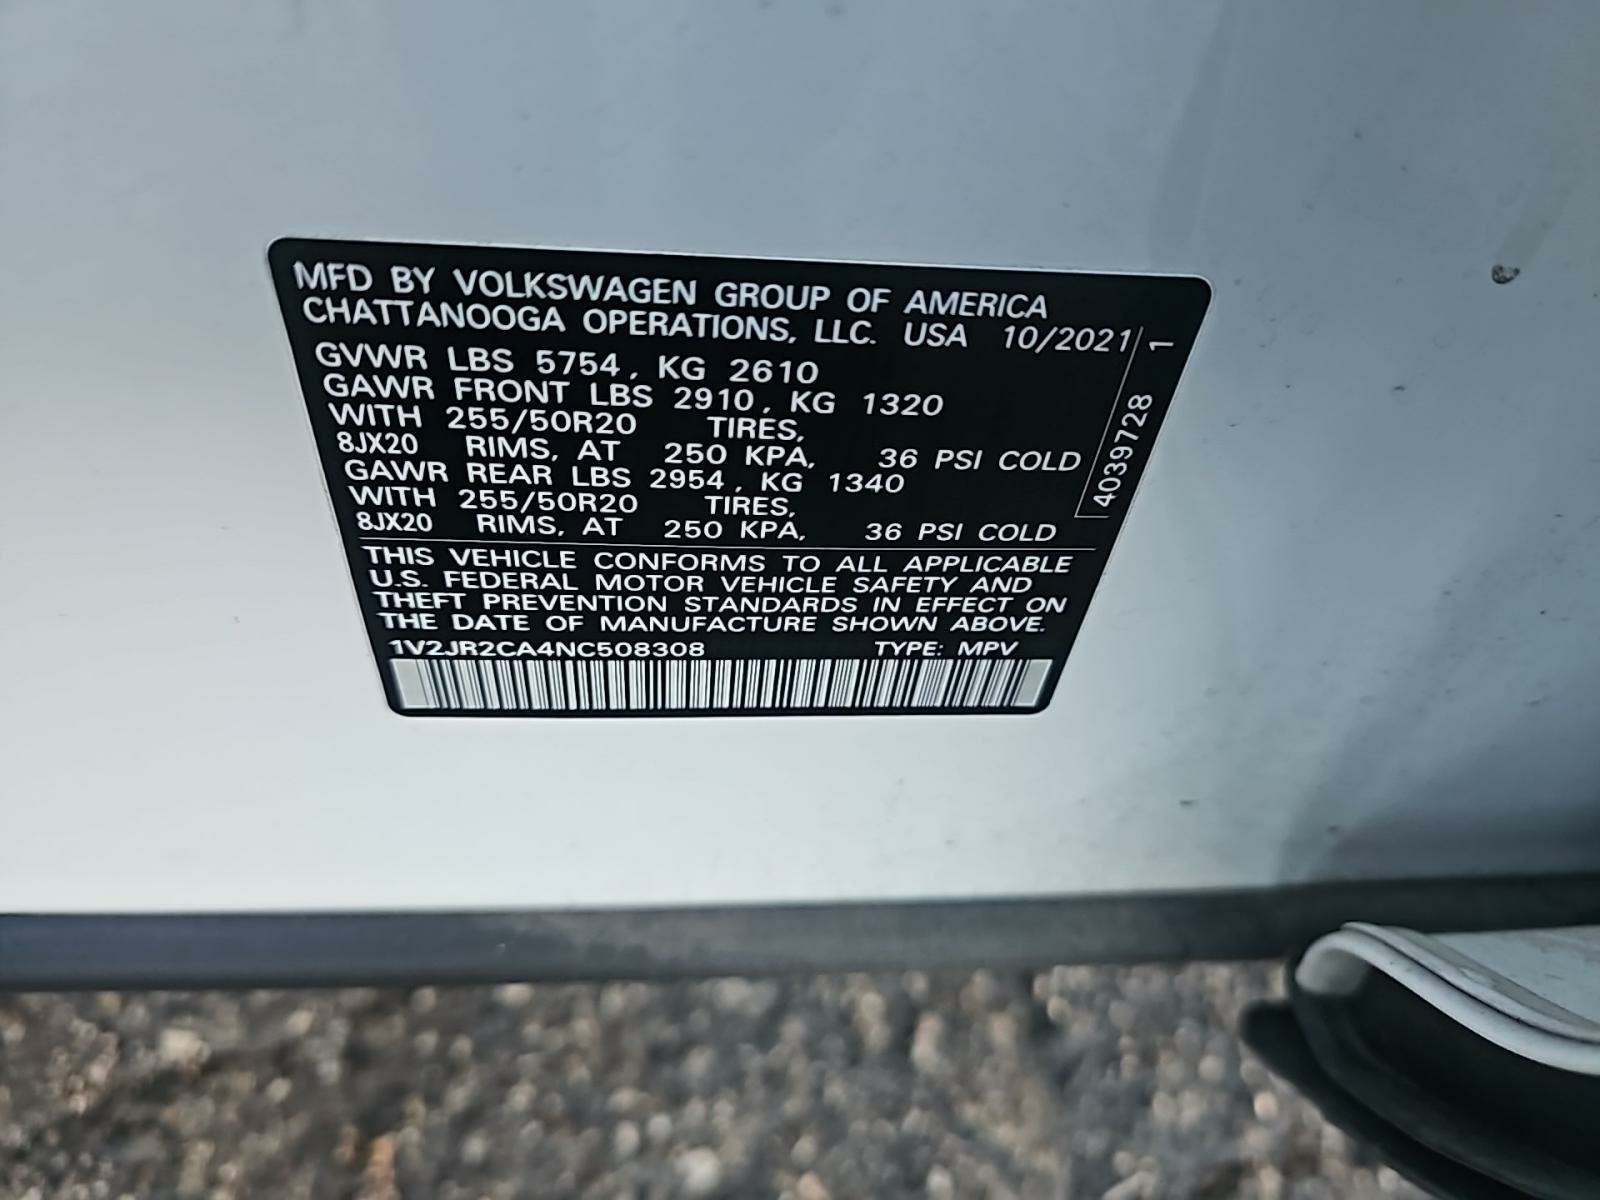 MFD BY VOLKSWAGEN GROUP OF AMERICA
CHATTANOOGA OPERATIONS, LLC. USA 10/2021
GVWR LBS 5754, KG 2610
GAWR FRONT LBS 2910, KG 1320
WITH 255/50R20 TIRES,
8JX20 RIMS, AT 250 KPA, 36 PSI COLD
GAWR REAR LBS 2954, KG 1340
WITH 255/50R20 TIRES,
8JX20 RIMS, AT 250 KPA, 36 PSI COLD
4039728 1
THIS VEHICLE CONFORMS TO ALL APPLICABLE
U.S. FEDERAL MOTOR VEHICLE SAFETY AND
THEFT PREVENTION STANDARDS IN EFFECT ON
THE DATE OF MANUFACTURE SHOWN ABOVE.
1V2JR2CA4NC508308 TYPE: MPV